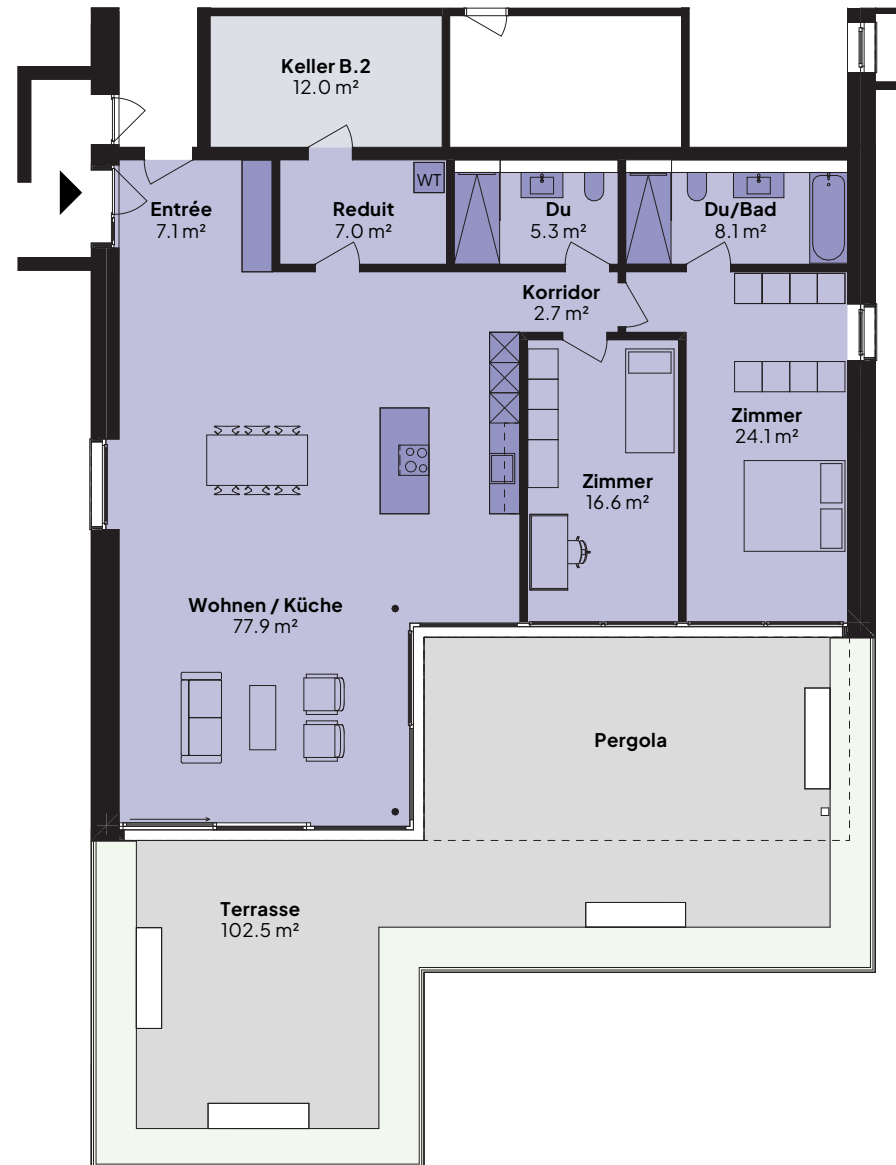 Keller B.2
12.0 m²
WT
Entrée
7.1 m²
Reduit
7.0 m²
Du
5.3 m²
Du/Bad
8.1 m²
Korridor
2.7 m²
Zimmer
24.1 m²
Zimmer
16.6 m²
Wohnen / Küche
77.9 m²
Pergola
Terrasse
102.5 m²